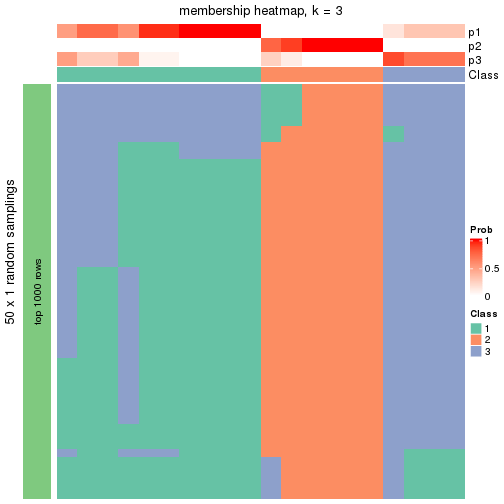 membership heatmap, k = 3
p1
p2
p3
Class
50 x 1 random samplings
top 1000 rows
Prob
1
0.5
0
Class
1
2
3